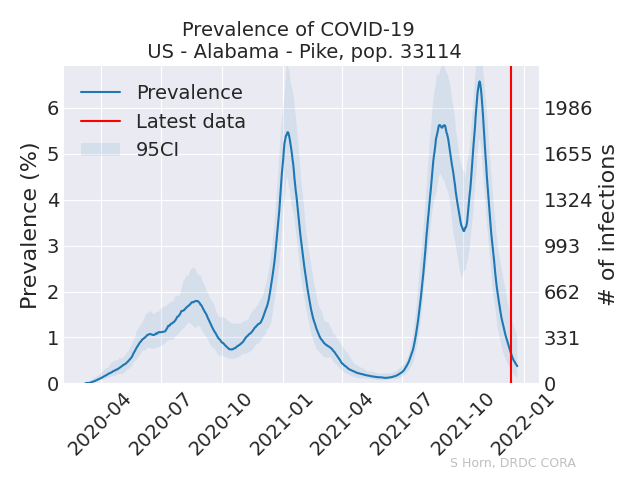 Prevalence of COVID-19
US - Alabama - Pike, pop. 33114
Prevalence
Latest data
95CI
Prevalence (%)
6
5
4
3
2
1
0
# of infections
1986
1655
1324
993
662
331
0
2020-04
2020-07
2020-10
2021-01
2021-04
2021-07
2021-10
2022-01
S Horn, DRDC CORA